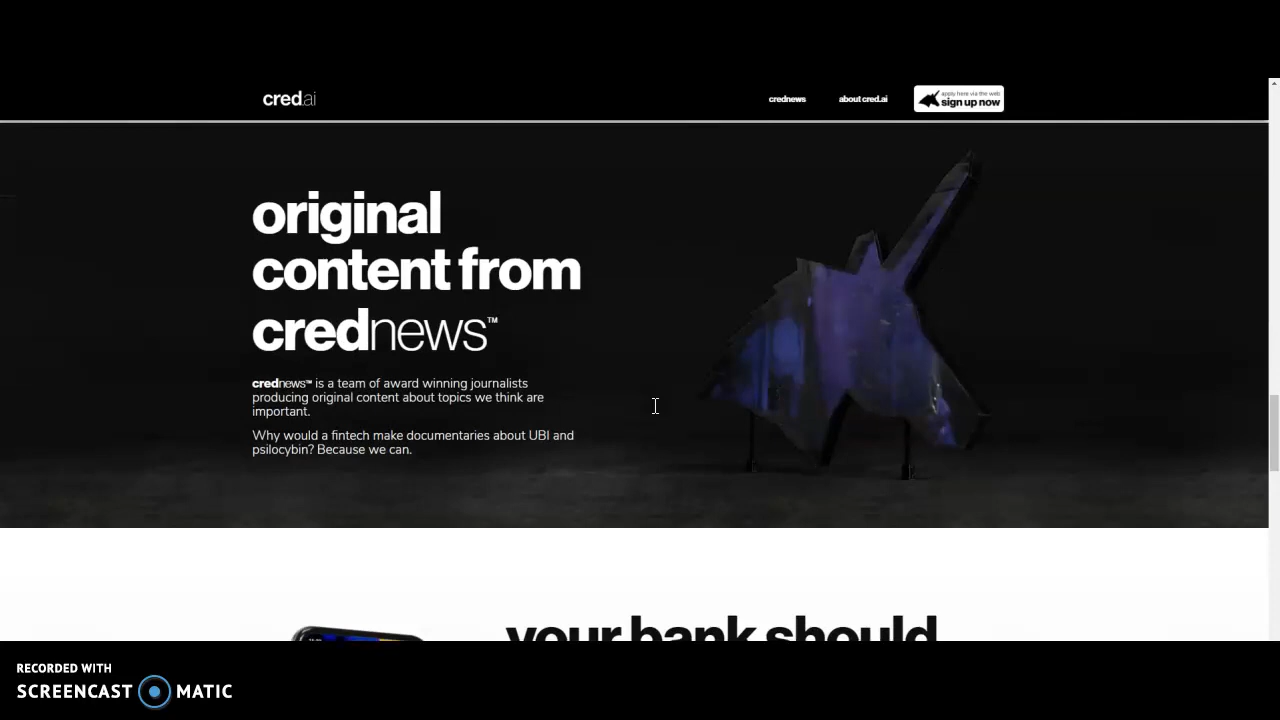 cred.ai
crednews
about cred.ai
apply here via the web
sign up now
original
content from
crednews™
crednews™ is a team of award winning journalists
producing original content about topics we think are
important.
Why would a fintech make documentaries about UBI and
psilocybin? Because we can.
your bank should
RECORDED WITH
SCREENCAST MATIC